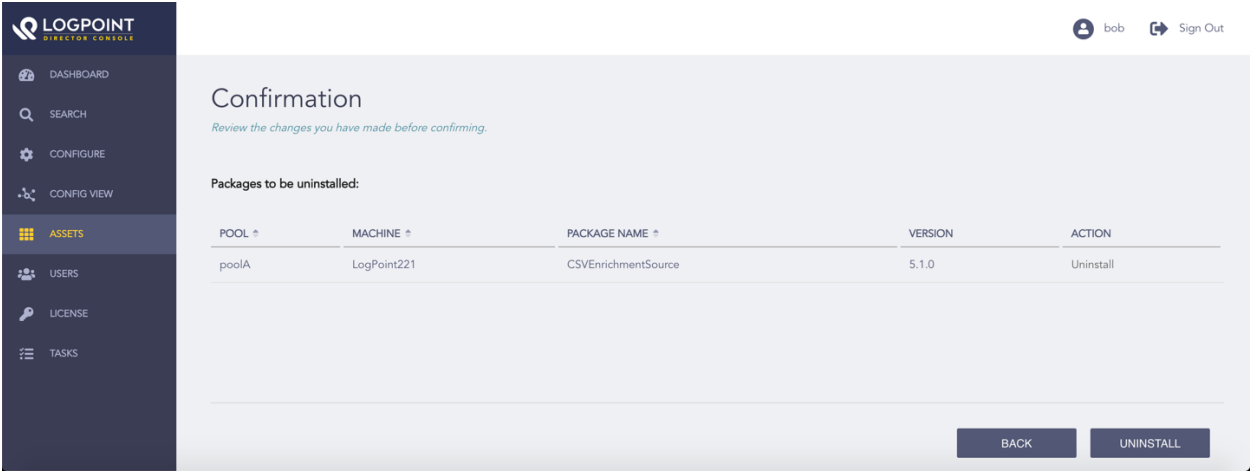 LOGPOINT
DIRECTOR CONSOLE
bob
Sign Out
DASHBOARD
SEARCH
CONFIGURE
CONFIG VIEW
ASSETS
USERS
LICENSE
TASKS
Confirmation
Review the changes you have made before confirming.
Packages to be uninstalled:
POOL MACHINE PACKAGE NAME VERSION ACTION
poolA LogPoint221 CSVEnrichmentSource 5.1.0 Uninstall
BACK UNINSTALL